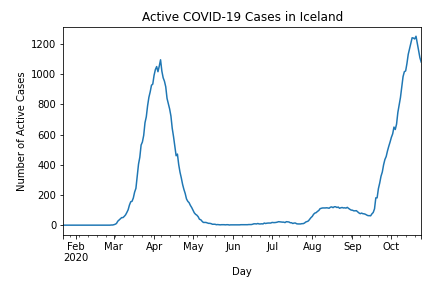 Active COVID-19 Cases in Iceland
Number of Active Cases
1200
1000
800
600
400
200
0
Feb Mar Apr May Jun Jul Aug Sep Oct
2020
Day